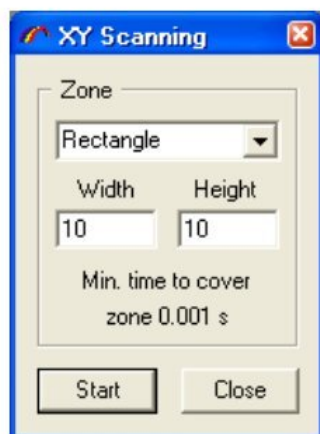 XY Scanning
Zone
Rectangle
Width Height
10 10
Min. time to cover
zone 0.001 s
Start Close